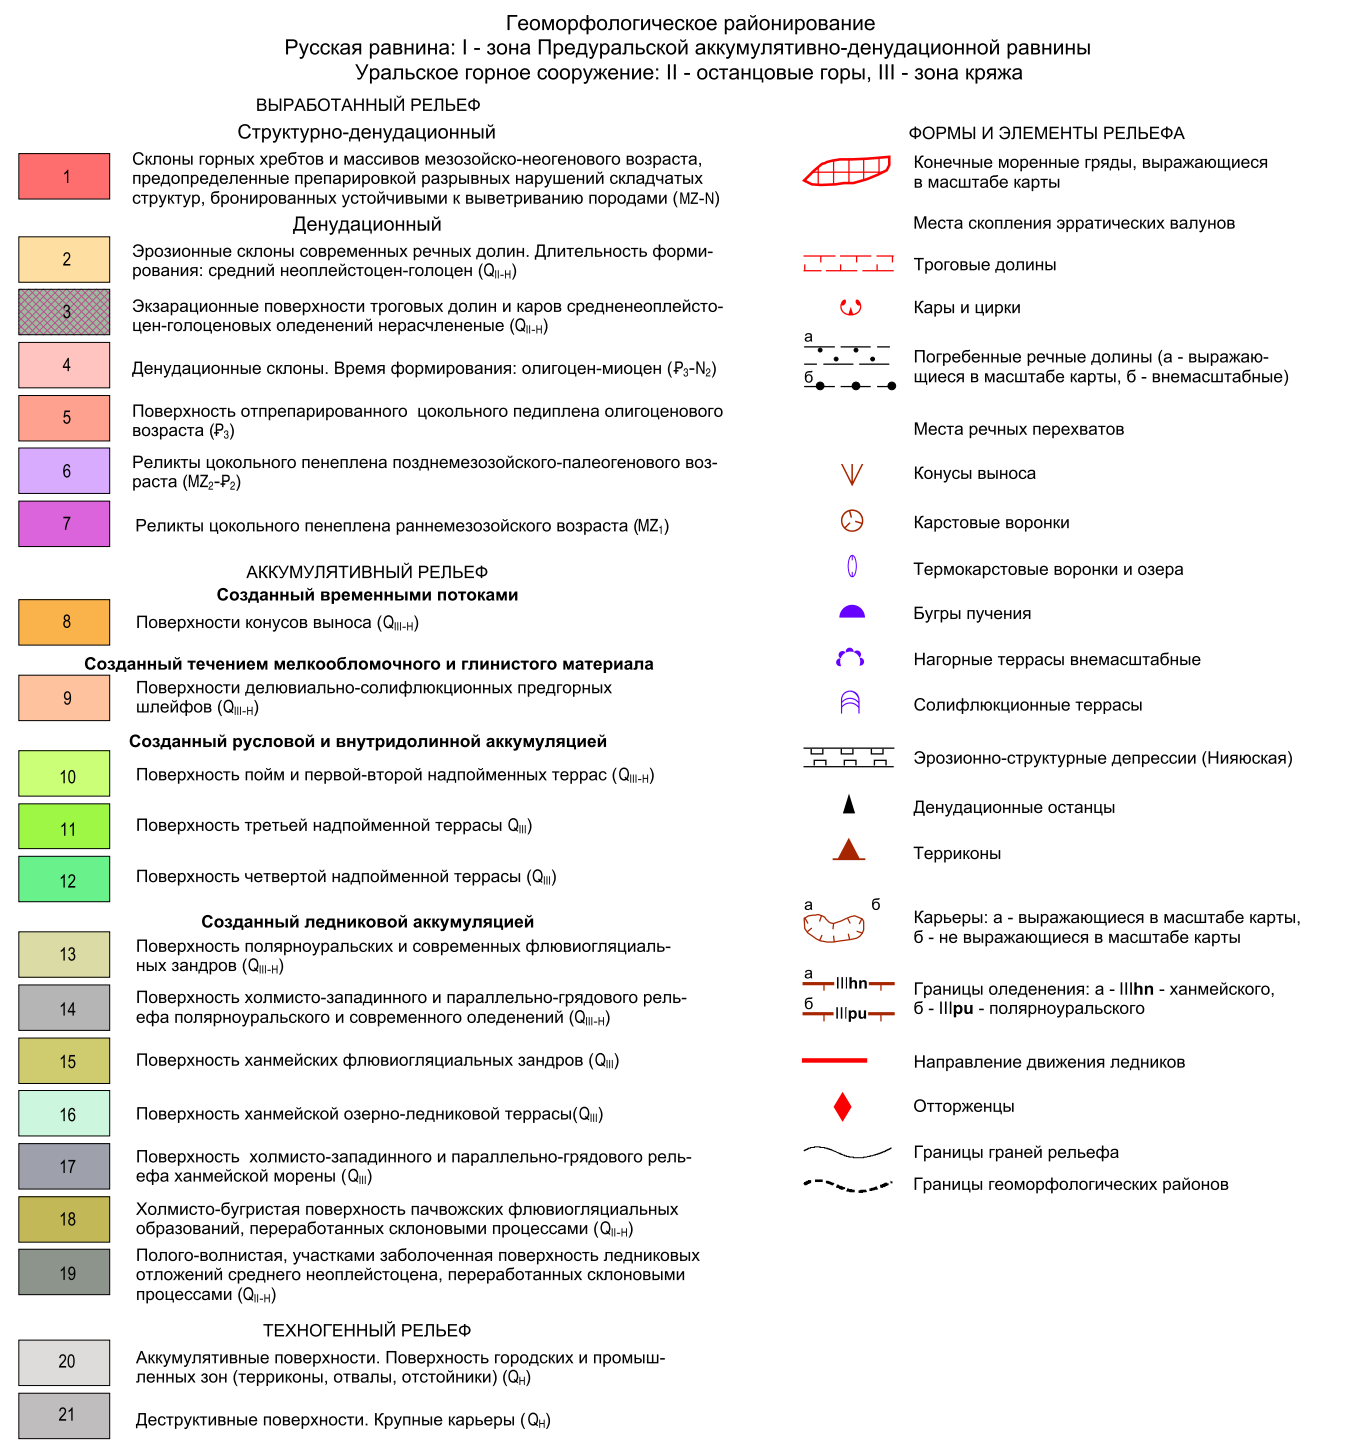 Геоморфологическое районирование
Русская равнина: I - зона Предуральской аккумулятивно-денудационной равнины
Уральское горное сооружение: II - останцовые горы, III - зона кряжа
ВЫРАБОТАННЫЙ РЕЛЬЕФ
Структурно-денудационный
1
Склоны горных хребтов и массивов мезозойско-неогенового возраста,
предопределенные препарировкой разрывных нарушений складчатых
структур, бронированных устойчивыми к выветриванию породами (MZ-N)
Денудационный
2
Эрозионные склоны современных речных долин. Длительность форми-
рования: средний неоплейстоцен-голоцен (QII-H)
3
Экзарационные поверхности троговых долин и каров средненеоплейсто-
цен-голоценовых оледенений нерасчлененые (QII-H)
4
Денудационные склоны. Время формирования: олигоцен-миоцен (₽3-N2)
5
Поверхность отпрепарированного цокольного педиплена олигоценового
возраста (₽3)
6
Реликты цокольного пенеплена позднемезозойского-палеогенового воз-
раста (MZ2-₽2)
7
Реликты цокольного пенеплена раннемезозойского возраста (MZ1)
АККУМУЛЯТИВНЫЙ РЕЛЬЕФ
Созданный временными потоками
8
Поверхности конусов выноса (QIII-H)
Созданный течением мелкообломочного и глинистого материала
9
Поверхности делювиально-солифлюкционных предгорных
шлейфов (QIII-H)
Созданный русловой и внутридолинной аккумуляцией
10
Поверхность пойм и первой-второй надпойменных террас (QIII-H)
11
Поверхность третьей надпойменной террасы QIII)
12
Поверхность четвертой надпойменной террасы (QIII)
Созданный ледниковой аккумуляцией
13
Поверхность полярноуральских и современных флювиогляциаль-
ных зандров (QIII-H)
14
Поверхность холмисто-западинного и параллельно-грядового рель-
ефа полярноуральского и современного оледенений (QIII-H)
15
Поверхность ханмейских флювиогляциальных зандров (QIII)
16
Поверхность ханмейской озерно-ледниковой террасы(QIII)
17
Поверхность холмисто-западинного и параллельно-грядового рель-
ефа ханмейской морены (QIII)
18
Холмисто-бугристая поверхность пачвожских флювиогляциальных
образований, переработанных склоновыми процессами (QII-H)
19
Полого-волнистая, участками заболоченная поверхность ледниковых
отложений среднего неоплейстоцена, переработанных склоновыми
процессами (QII-H)
ТЕХНОГЕННЫЙ РЕЛЬЕФ
20
Аккумулятивные поверхности. Поверхность городских и промыш-
ленных зон (терриконы, отвалы, отстойники) (QH)
21
Деструктивные поверхности. Крупные карьеры (QH)
ФОРМЫ И ЭЛЕМЕНТЫ РЕЛЬЕФА
Конечные моренные гряды, выражающиеся
в масштабе карты
Места скопления эрратических валунов
Троговые долины
Кары и цирки
а
б
Погребенные речные долины (а - выражаю-
щиеся в масштабе карты, б - внемасштабные)
Места речных перехватов
Конусы выноса
Карстовые воронки
Термокарстовые воронки и озера
Бугры пучения
Нагорные террасы внемасштабные
Солифлюкционные террасы
Эрозионно-структурные депрессии (Нияюская)
Денудационные останцы
Терриконы
а б
Карьеры: а - выражающиеся в масштабе карты,
б - не выражающиеся в масштабе карты
а IIIhn
б IIIpu
Границы оледенения: а - IIIhn - ханмейского,
б - IIIpu - полярноуральского
Направление движения ледников
Отторженцы
Границы граней рельефа
Границы геоморфологических районов